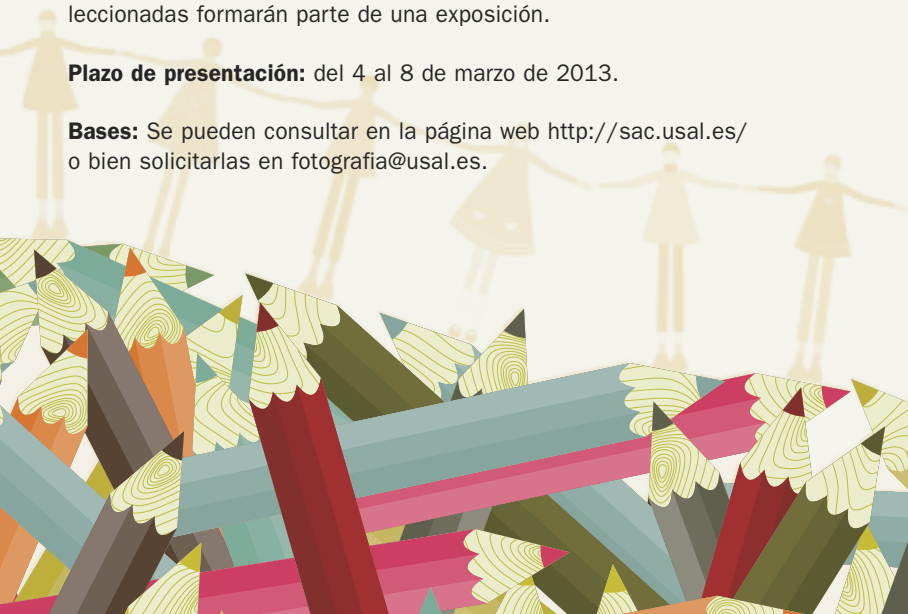 leccionadas formarán parte de una exposición.
Plazo de presentación: del 4 al 8 de marzo de 2013.
Bases: Se pueden consultar en la página web http://sac.usal.es/
o bien solicitarlas en fotografia@usal.es.